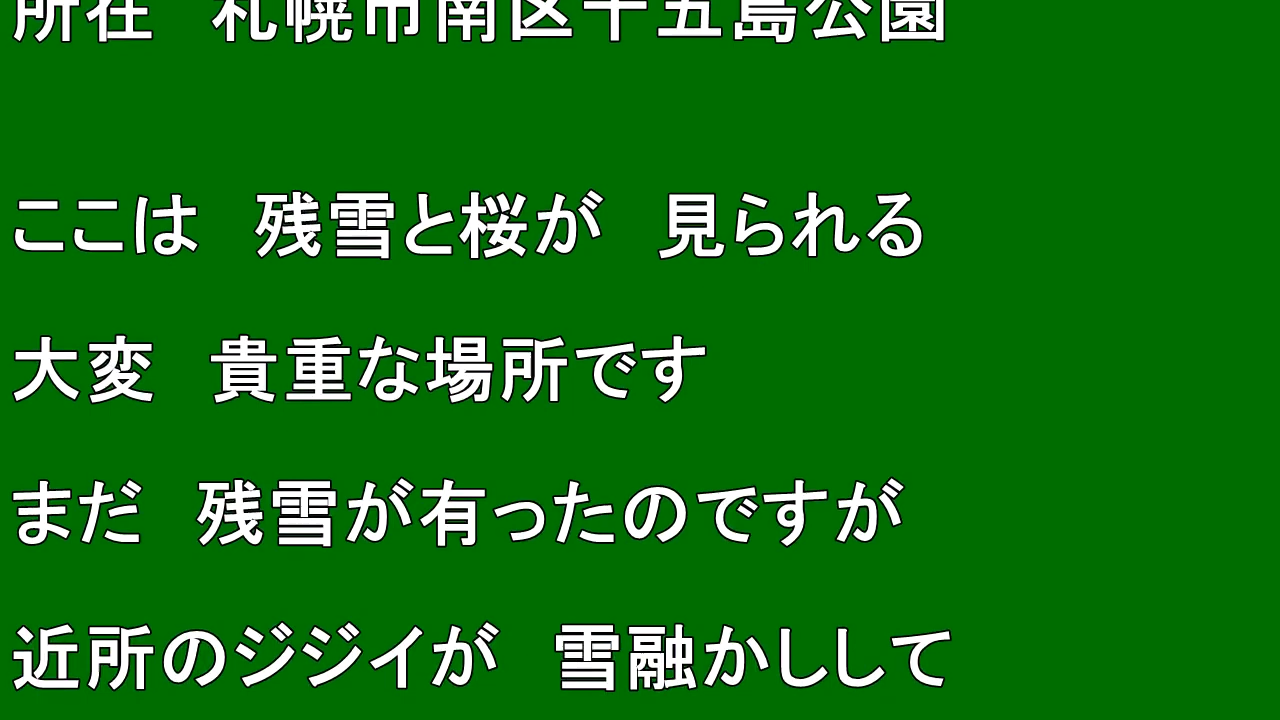 所在　札幌市南区十五島公園
ここは　残雪と桜が　見られる
大変　貴重な場所です
まだ　残雪が有ったのですが
近所のジジイが　雪融かしして